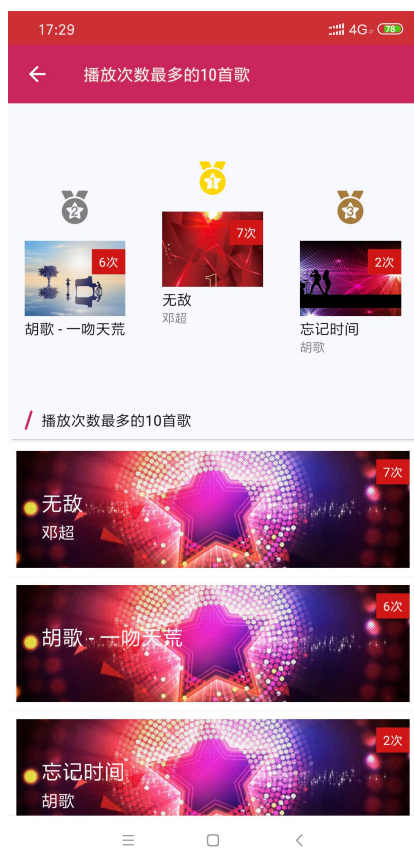 17:29
4G
78
播放次数最多的10首歌
1
2
3
7次
6次
2次
无敌
邓超
胡歌 - 一吻天荒
忘记时间
胡歌
播放次数最多的10首歌
7次
无敌
邓超
6次
胡歌 - 一吻天荒
2次
忘记时间
胡歌